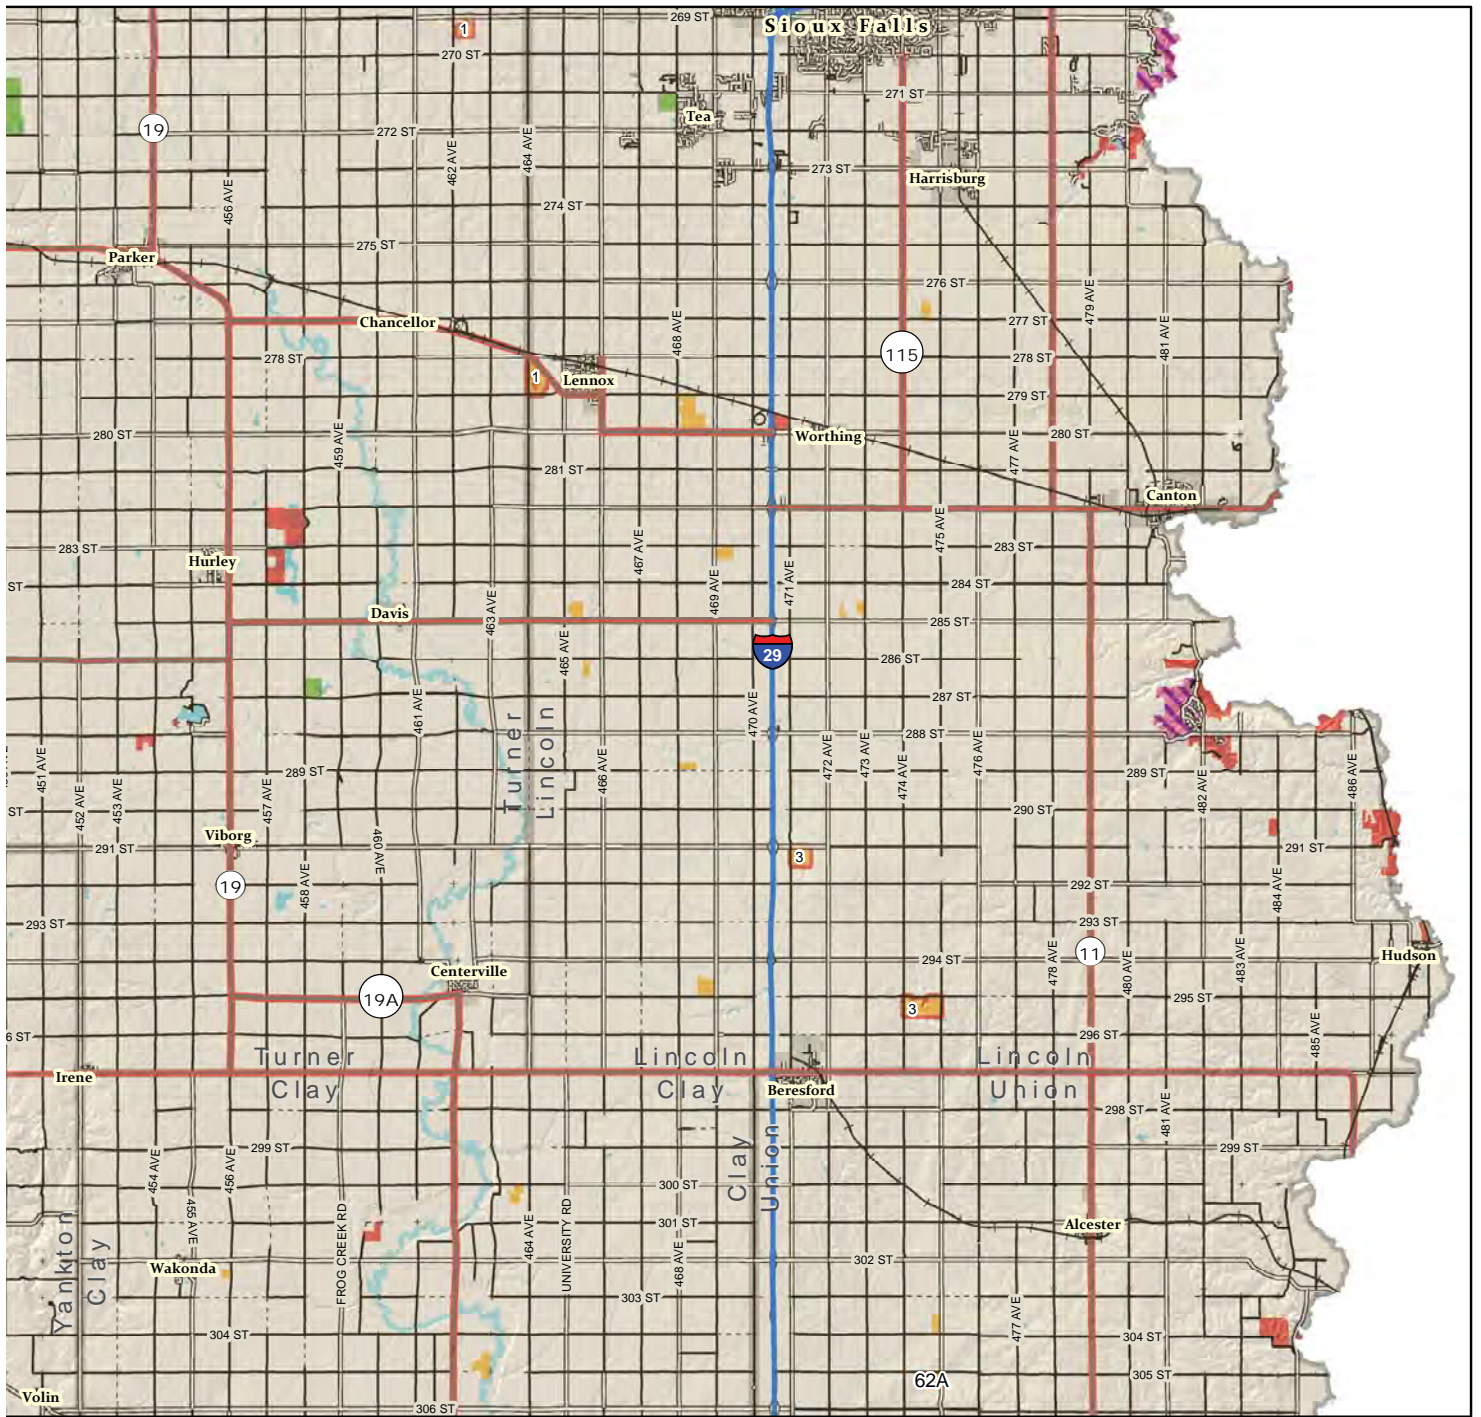 269 ST
Sioux Falls
1
270 ST
271 ST
Tea
19
272 ST
462 AVE
464 AVE
273 ST
Harrisburg
456 AVE
274 ST
275 ST
Parker
276 ST
479 AVE
Chancellor
468 AVE
277 ST
481 AVE
278 ST
115
278 ST
1
Lennox
279 ST
280 ST
459 AVE
Worthing
477 AVE
280 ST
281 ST
Canton
283 ST
467 AVE
475 AVE
283 ST
Hurley
469 AVE
471 AVE
284 ST
ST
Davis
463 AVE
285 ST
465 AVE
29
286 ST
461 AVE
470 AVE
287 ST
Turner
Lincoln
288 ST
451 AVE
289 ST
466 AVE
472 AVE
473 AVE
474 AVE
476 AVE
289 ST
482 AVE
486 AVE
452 AVE
453 AVE
457 AVE
ST
290 ST
Viborg
460 AVE
291 ST
3
291 ST
19
458 AVE
292 ST
484 AVE
293 ST
293 ST
11
478 AVE
480 AVE
483 AVE
Hudson
294 ST
Centerville
19A
295 ST
3
6 ST
296 ST
485 AVE
Turner
Clay
Lincoln
Clay
Lincoln
Union
Irene
Beresford
298 ST
481 AVE
299 ST
299 ST
Clay
Union
454 AVE
456 AVE
300 ST
455 AVE
FROG CREEK RD
464 AVE
UNIVERSITY RD
301 ST
Alcester
Yankton
Clay
Wakonda
468 AVE
302 ST
303 ST
477 AVE
304 ST
304 ST
62A
305 ST
Volin
306 ST